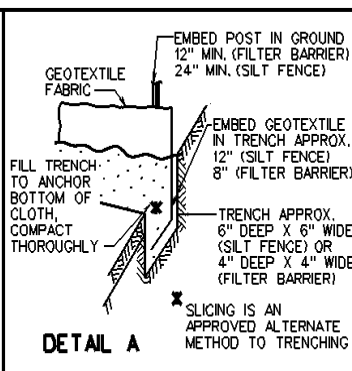 EMBED POST IN GROUND
12" MIN. (FILTER BARRIER)
24" MIN. (SILT FENCE)
GEOTEXTILE
FABRIC
EMBED GEOTEXTILE
IN TRENCH APPROX.
12" (SILT FENCE)
8" (FILTER BARRIER)
FILL TRENCH
TO ANCHOR
BOTTOM OF
CLOTH,
COMPACT
THOROUGHLY
TRENCH APPROX.
6" DEEP X 6" WIDE
(SILT FENCE) OR
4" DEEP X 4" WIDE
(FILTER BARRIER)
SLICING IS AN
APPROVED ALTERNATE
METHOD TO TRENCHING
DETAIL A